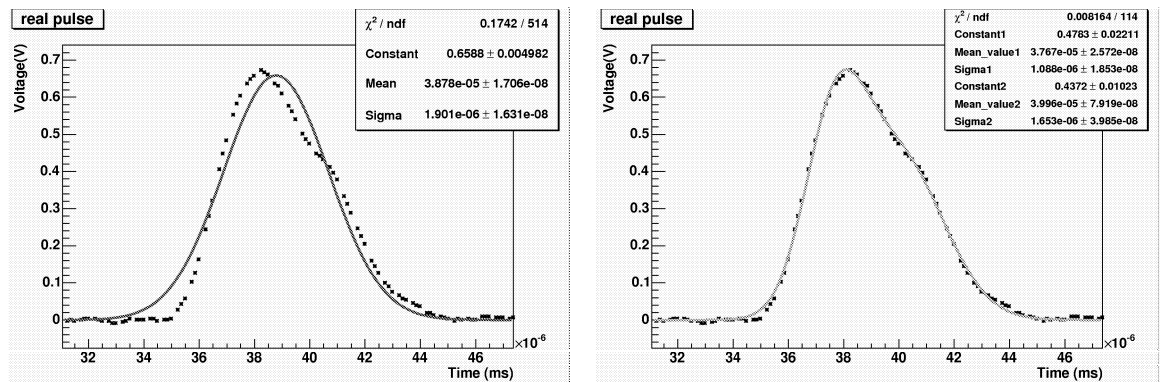 real pulse
χ² / ndf 0.1742 / 514
Constant 0.6588 ± 0.004982
Mean 3.878e-05 ± 1.706e-08
Sigma 1.901e-06 ± 1.631e-08
Voltage(V)
0.7
0.6
0.5
0.4
0.3
0.2
0.1
0
32 34 36 38 40 42 44 46
×10⁻⁶
Time (ms)
real pulse
χ² / ndf 0.008164 / 114
Constant1 0.4783 ± 0.02211
Mean_value1 3.767e-05 ± 2.572e-08
Sigma1 1.088e-06 ± 1.853e-08
Constant2 0.4372 ± 0.01023
Mean_value2 3.996e-05 ± 7.919e-08
Sigma2 1.653e-06 ± 3.985e-08
Voltage(V)
0.7
0.6
0.5
0.4
0.3
0.2
0.1
0
32 34 36 38 40 42 44 46
×10⁻⁶
Time (ms)